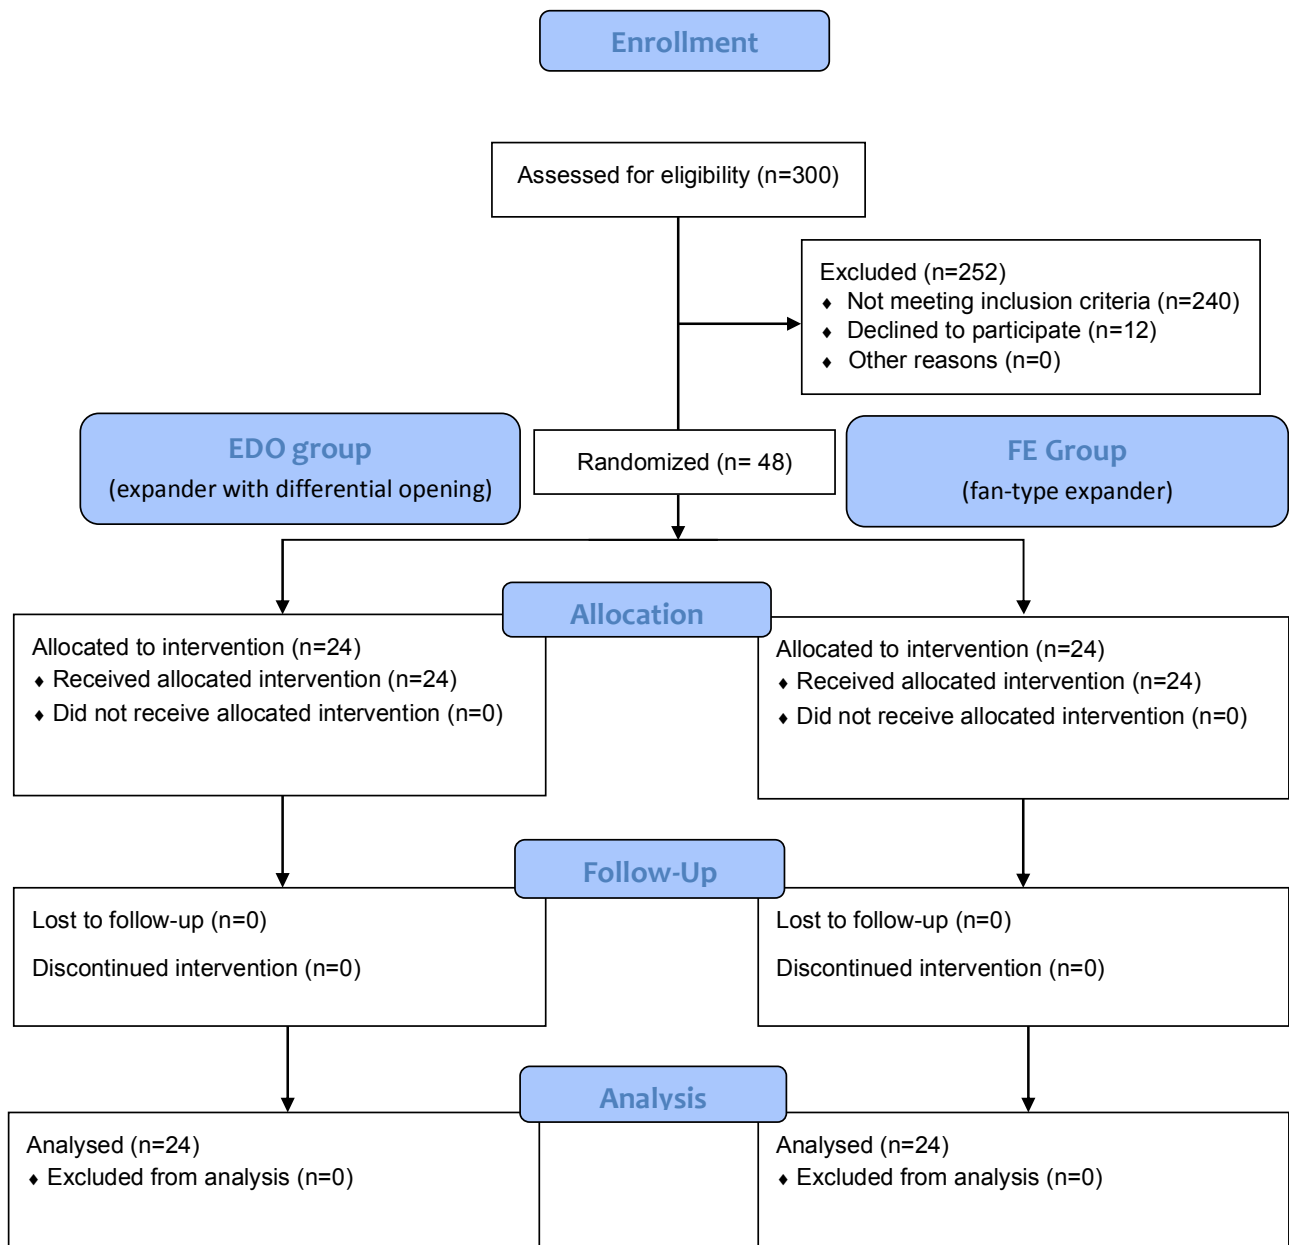 Enrollment
Assessed for eligibility (n=300)
Excluded (n=252)
♦ Not meeting inclusion criteria (n=240)
♦ Declined to participate (n=12)
♦ Other reasons (n=0)
EDO group
(expander with differential opening)
Randomized (n= 48)
FE Group
(fan-type expander)
Allocation
Allocated to intervention (n=24)
♦ Received allocated intervention (n=24)
♦ Did not receive allocated intervention (n=0)
Allocated to intervention (n=24)
♦ Received allocated intervention (n=24)
♦ Did not receive allocated intervention (n=0)
Follow-Up
Lost to follow-up (n=0)
Discontinued intervention (n=0)
Lost to follow-up (n=0)
Discontinued intervention (n=0)
Analysis
Analysed (n=24)
♦ Excluded from analysis (n=0)
Analysed (n=24)
♦ Excluded from analysis (n=0)